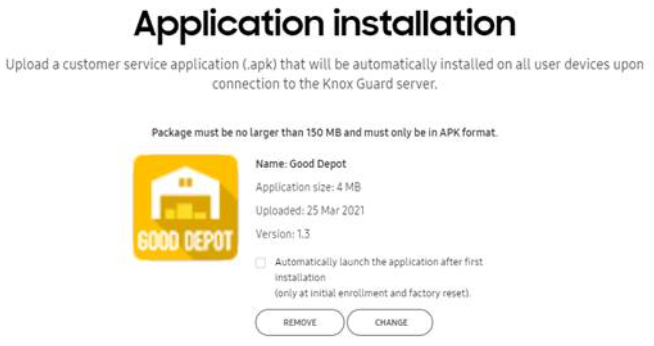 Application installation
Upload a customer service application (.apk) that will be automatically installed on all user devices upon
connection to the Knox Guard server.
Package must be no larger than 150 MB and must only be in APK format.
GOOD DEPOT
Name: Good Depot
Application size: 4 MB
Uploaded: 25 Mar 2021
Version: 1.3
Automatically launch the application after first
installation
(only at initial enrollment and factory reset).
REMOVE
CHANGE